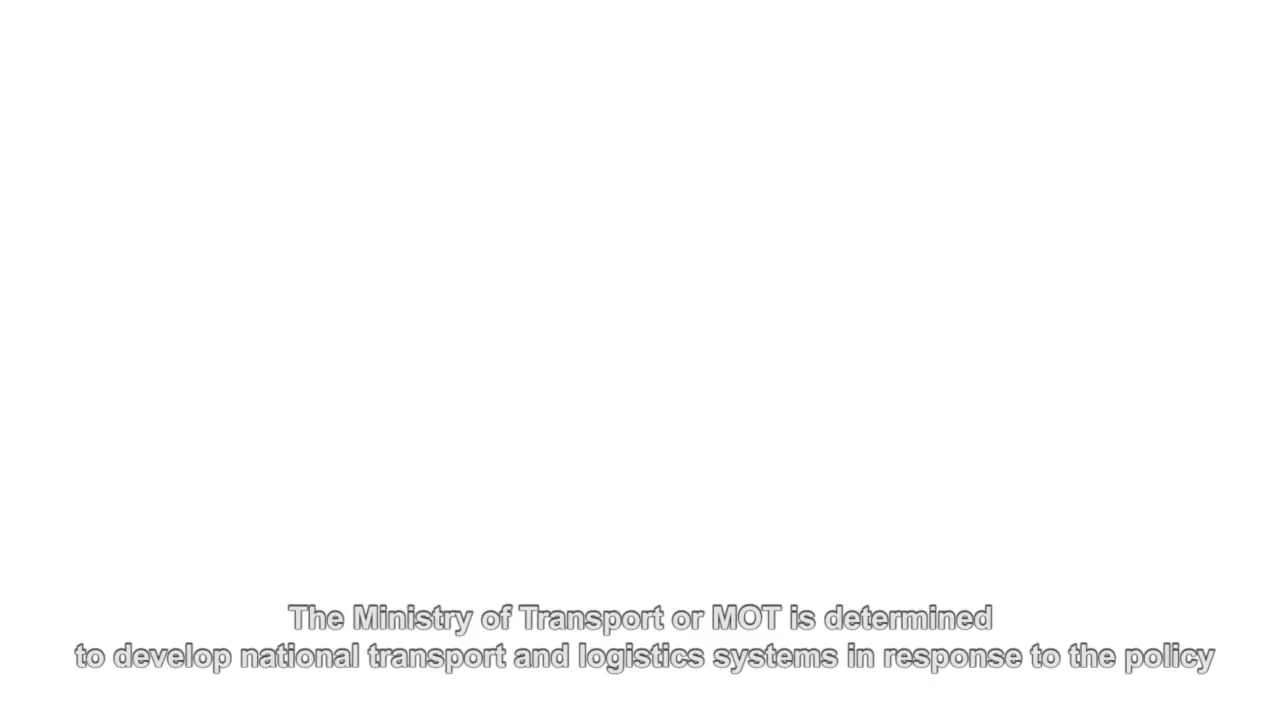 The Ministry of Transport or MOT is determined
to develop national transport and logistics systems in response to the policy